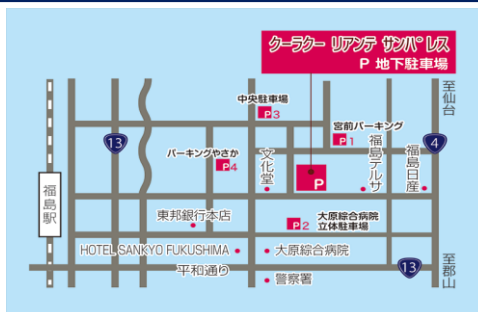 クーラクー リアンテ サンパレス
P 地下駐車場
至仙台
中央駐車場
P3
宮前パーキング
P1
13
4
パーキングやさか
P4
文化堂
P
福島テルサ
福島日産
福島駅
東邦銀行本店
P2
大原綜合病院
立体駐車場
HOTEL SANKYO FUKUSHIMA
大原綜合病院
平和通り
13
至郡山
警察署